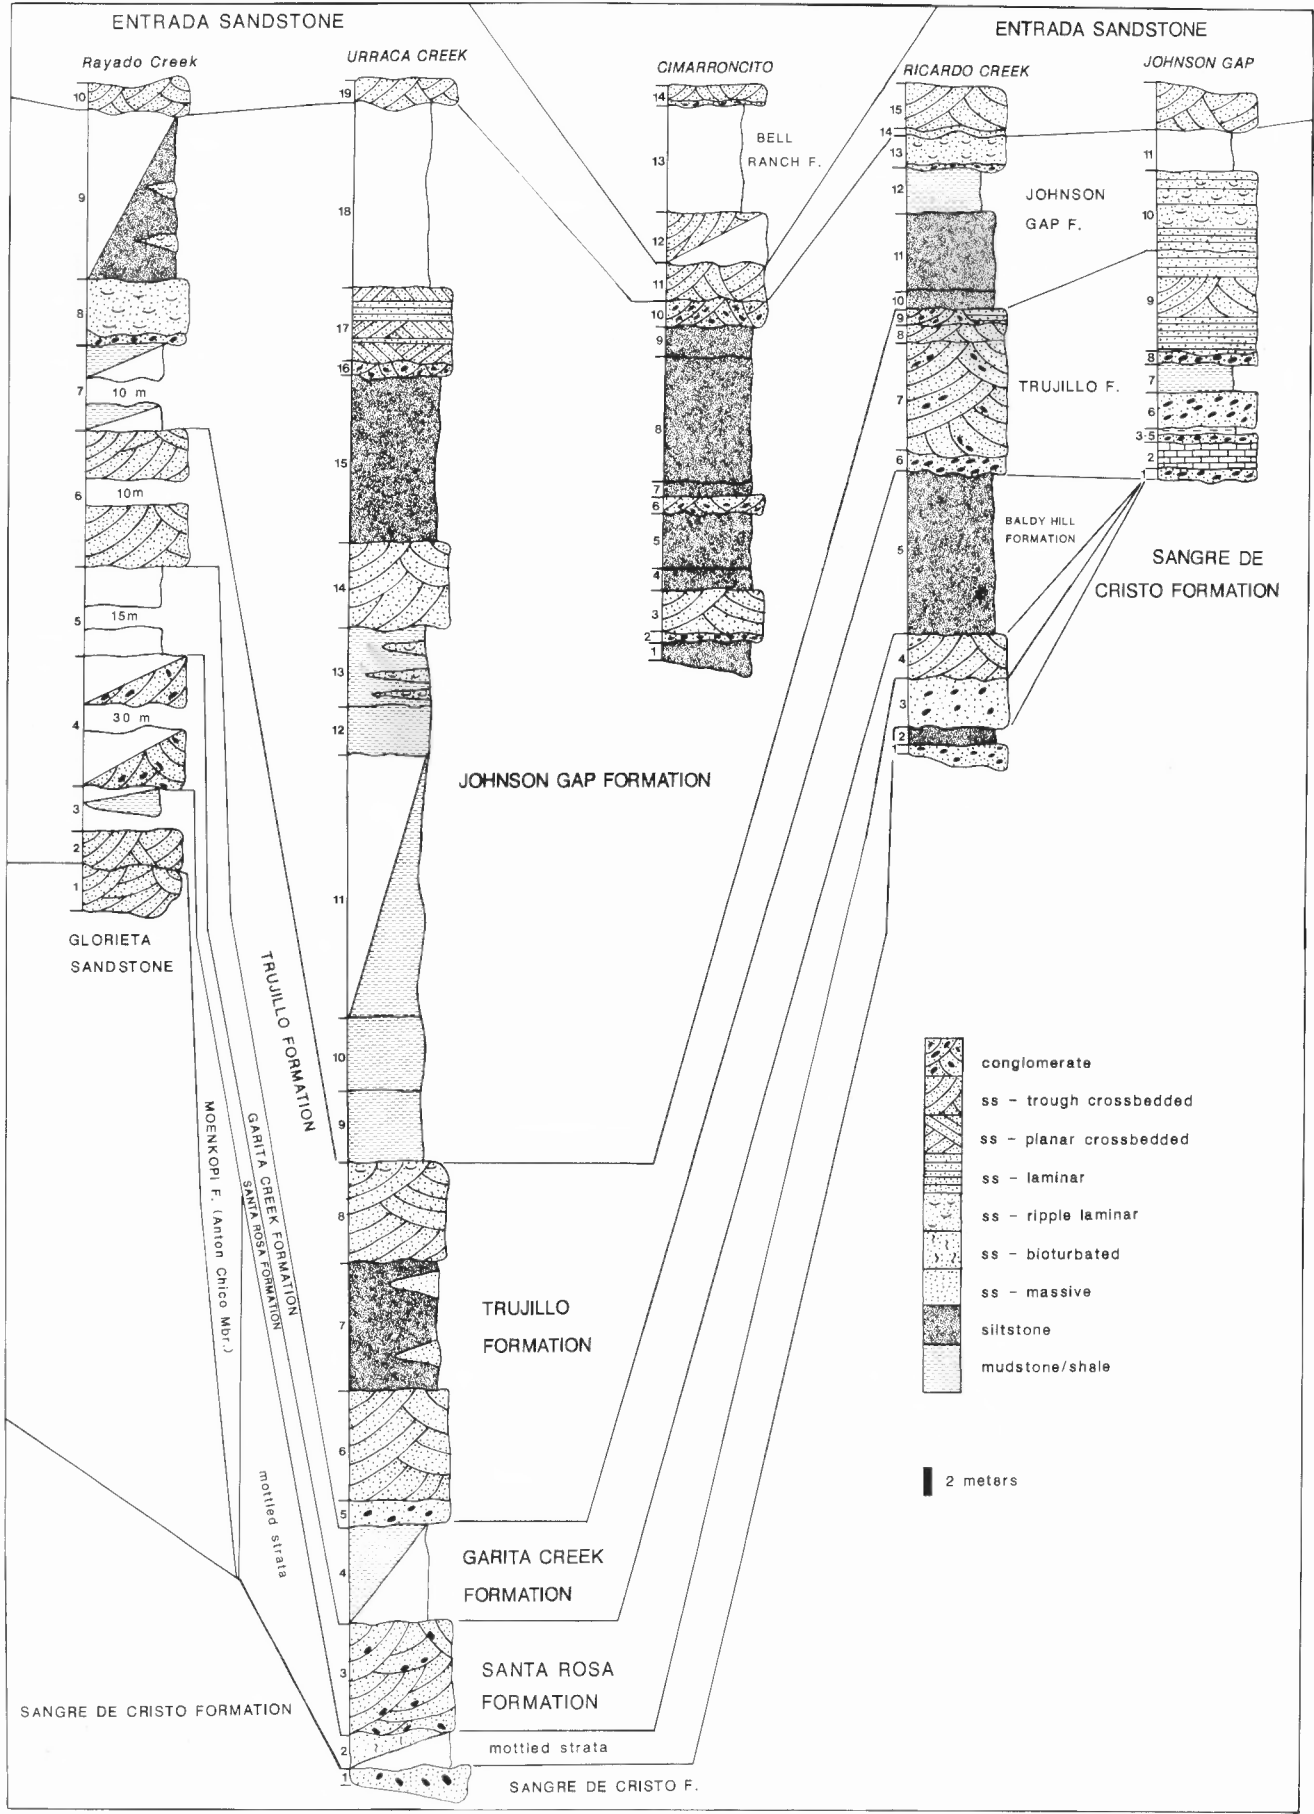 ENTRADA SANDSTONE
ENTRADA SANDSTONE
Rayado Creek
URRACA CREEK
CIMARRONCITO
RICARDO CREEK
JOHNSON GAP
10
9
8
7
10 m
6
10m
5
15m
4
30 m
3
2
1
GLORIETA
SANDSTONE
19
18
17
16
15
14
13
12
11
10
9
8
7
6
5
4
3
2
1
14
13
12
11
10
9
8
7
6
5
4
3
2
1
BELL
RANCH F.
15
14
13
12
11
10
9
8
7
6
5
4
3
2
1
JOHNSON
GAP F.
TRUJILLO F.
BALDY HILL
FORMATION
11
10
9
8
7
6
3-5
2
1
SANGRE DE
CRISTO FORMATION
JOHNSON GAP FORMATION
TRUJILLO FORMATION
GARITA CREEK FORMATION
SANTA ROSA FORMATION
MOENKOPI F. (Anton Chico Mbr.)
mottled strata
TRUJILLO
FORMATION
GARITA CREEK
FORMATION
SANTA ROSA
FORMATION
mottled strata
SANGRE DE CRISTO F.
SANGRE DE CRISTO FORMATION
conglomerate
ss - trough crossbedded
ss - planar crossbedded
ss - laminar
ss - ripple laminar
ss - bioturbated
ss - massive
siltstone
mudstone/shale
2 meters